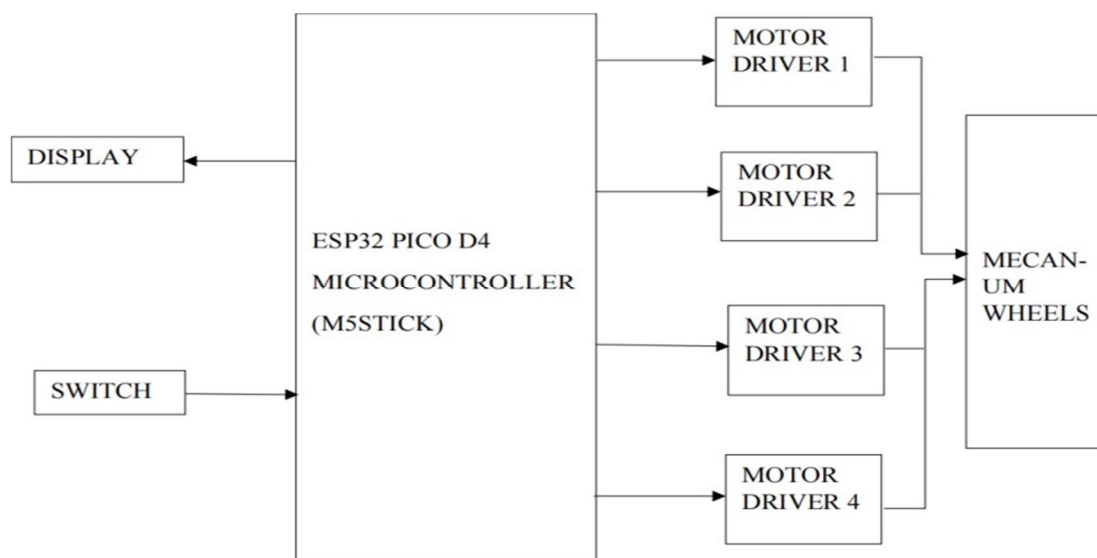 MOTOR
DRIVER 1
DISPLAY
MOTOR
DRIVER 2
ESP32 PICO D4
MICROCONTROLLER
(M5STICK)
MECAN-
UM
WHEELS
MOTOR
DRIVER 3
SWITCH
MOTOR
DRIVER 4